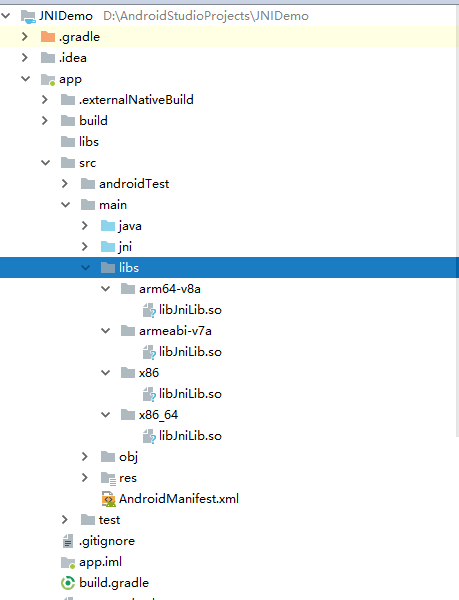 JNIDemo D:\AndroidStudioProjects\JNIDemo
.gradle
.idea
app
.externalNativeBuild
build
libs
src
androidTest
main
java
jni
libs
arm64-v8a
libJniLib.so
armeabi-v7a
libJniLib.so
x86
libJniLib.so
x86_64
libJniLib.so
obj
res
AndroidManifest.xml
test
.gitignore
app.iml
build.gradle